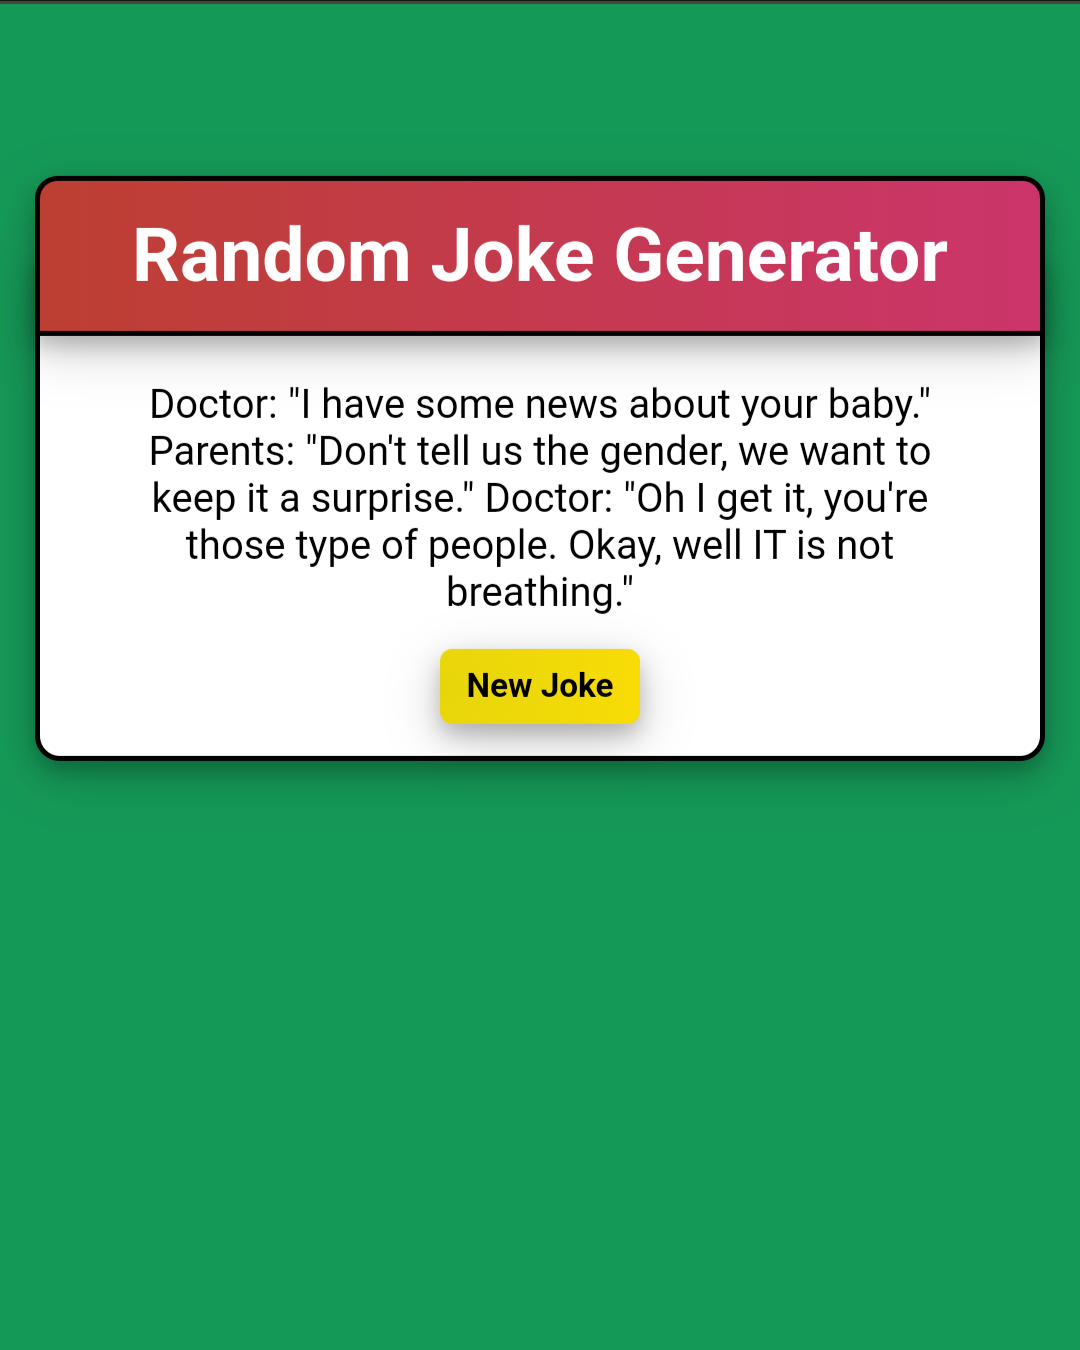 Random Joke Generator
Doctor: "I have some news about your baby."
Parents: "Don't tell us the gender, we want to
keep it a surprise." Doctor: "Oh I get it, you're
those type of people. Okay, well IT is not
breathing."
New Joke